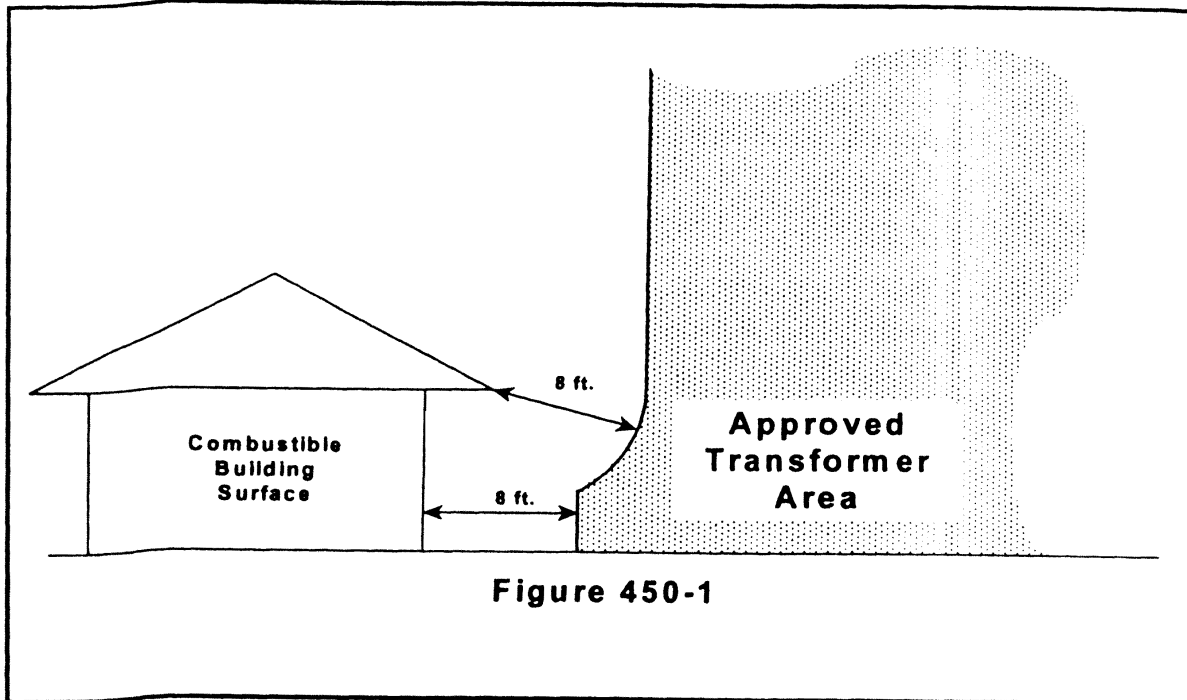 8 ft.
Combustible
Building
Surface
Approved
Transformer
Area
8 ft.
Figure 450-1